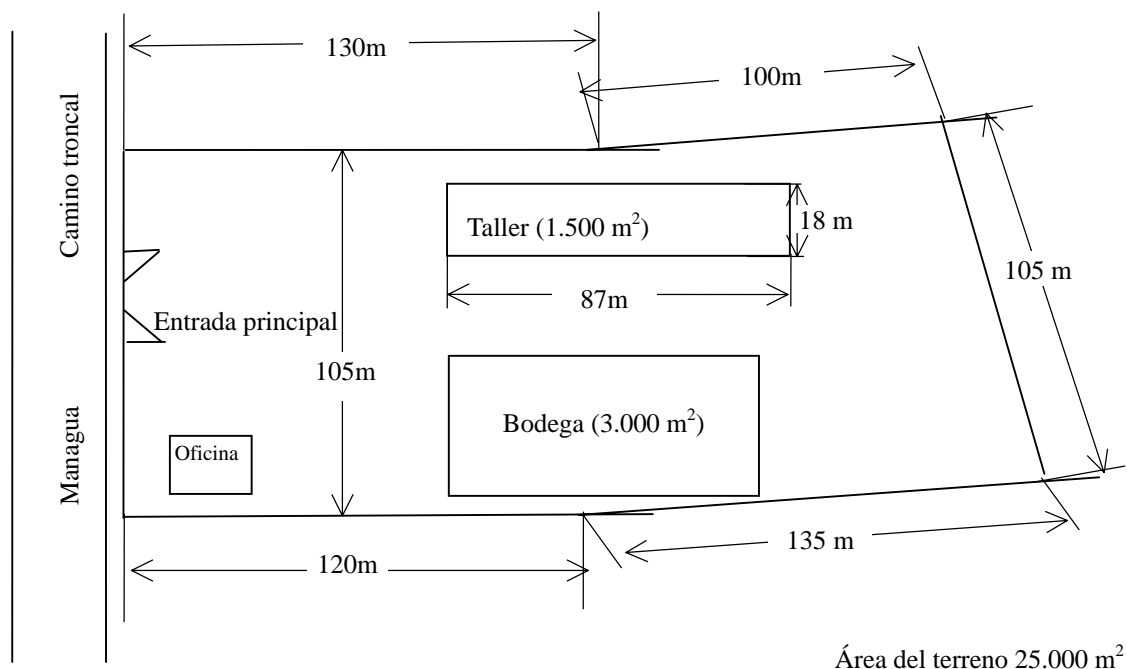 130m
100m
Camino troncal
Taller (1.500 m²)
18 m
87m
105 m
Entrada principal
105m
Managua
Oficina
Bodega (3.000 m²)
120m
135 m
Área del terreno 25.000 m²